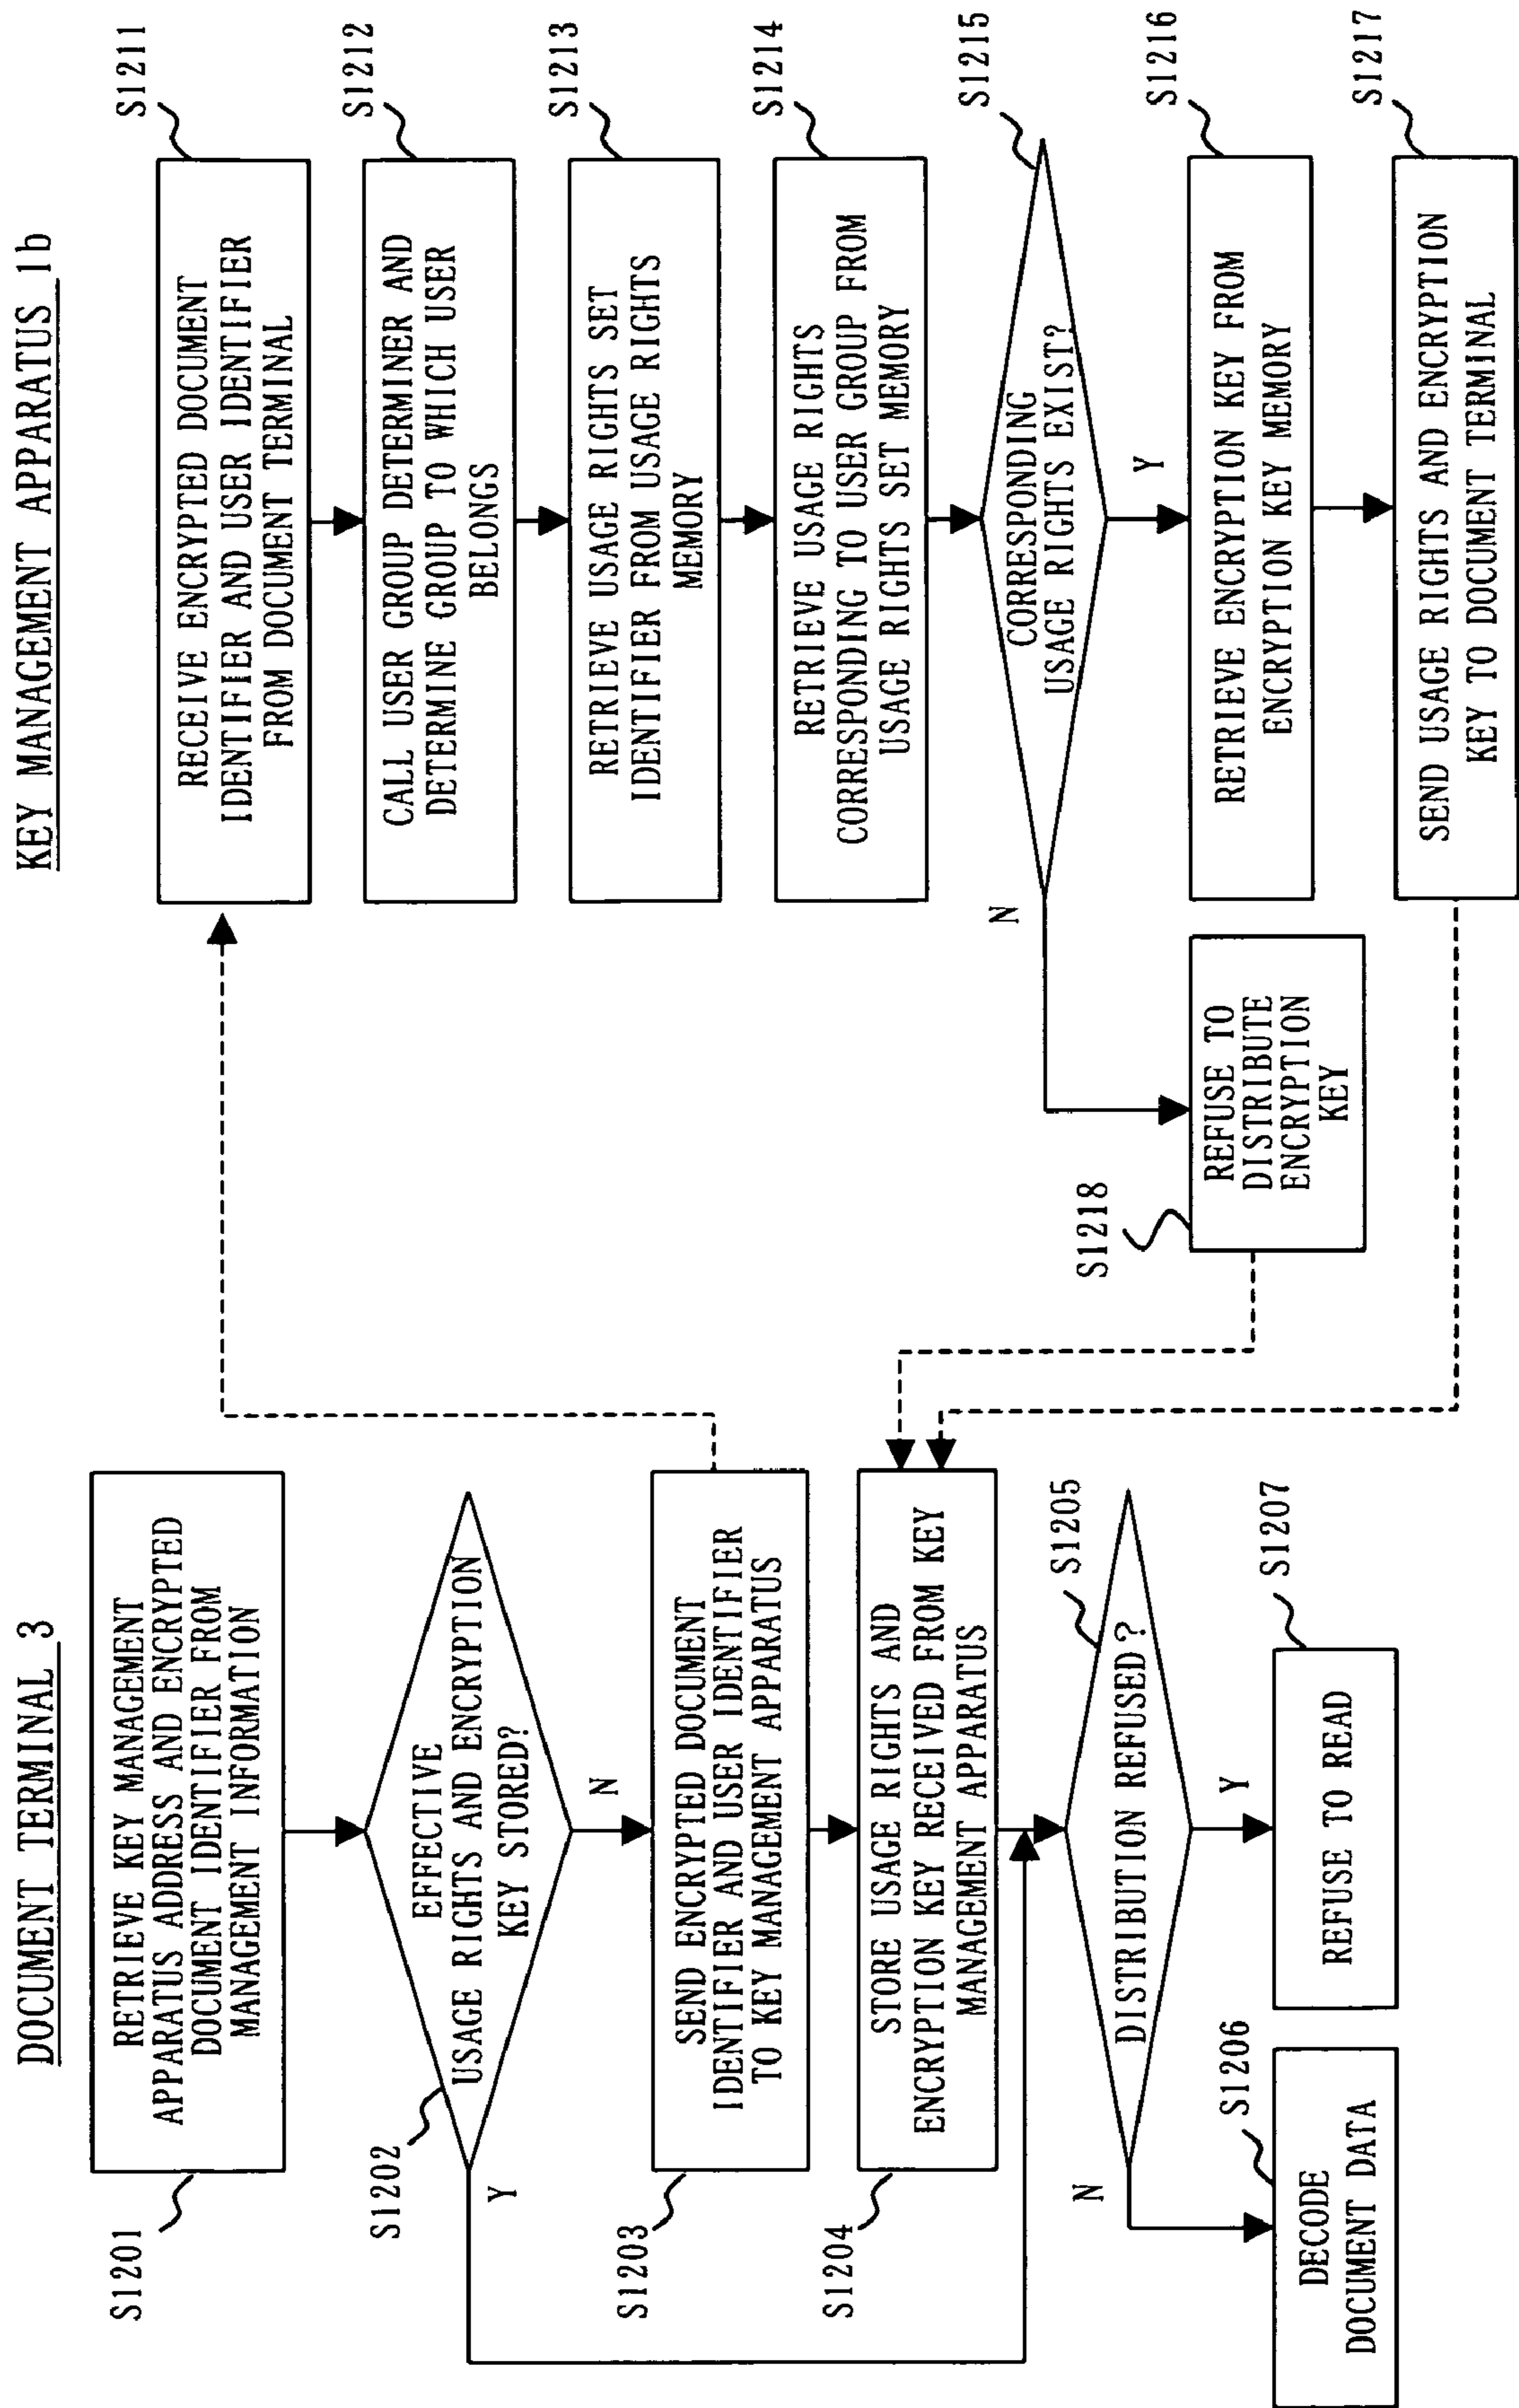 DOCUMENT TERMINAL 3
S1201
RETRIEVE KEY MANAGEMENT
APPARATUS ADDRESS AND ENCRYPTED
DOCUMENT IDENTIFIER FROM
MANAGEMENT INFORMATION
S1202
EFFECTIVE
USAGE RIGHTS AND ENCRYPTION
KEY STORED?
Y
N
S1203
SEND ENCRYPTED DOCUMENT
IDENTIFIER AND USER IDENTIFIER
TO KEY MANAGEMENT APPARATUS
S1204
STORE USAGE RIGHTS AND
ENCRYPTION KEY RECEIVED FROM KEY
MANAGEMENT APPARATUS
S1205
DISTRIBUTION REFUSED?
N
Y
S1206
DECODE
DOCUMENT DATA
S1207
REFUSE TO READ
KEY MANAGEMENT APPARATUS 1b
S1211
RECEIVE ENCRYPTED DOCUMENT
IDENTIFIER AND USER IDENTIFIER
FROM DOCUMENT TERMINAL
S1212
CALL USER GROUP DETERMINER AND
DETERMINE GROUP TO WHICH USER
BELONGS
S1213
RETRIEVE USAGE RIGHTS SET
IDENTIFIER FROM USAGE RIGHTS
MEMORY
S1214
RETRIEVE USAGE RIGHTS
CORRESPONDING TO USER GROUP FROM
USAGE RIGHTS SET MEMORY
S1215
CORRESPONDING
USAGE RIGHTS EXIST?
N
Y
S1216
RETRIEVE ENCRYPTION KEY FROM
ENCRYPTION KEY MEMORY
S1217
SEND USAGE RIGHTS AND ENCRYPTION
KEY TO DOCUMENT TERMINAL
S1218
REFUSE TO
DISTRIBUTE
ENCRYPTION
KEY